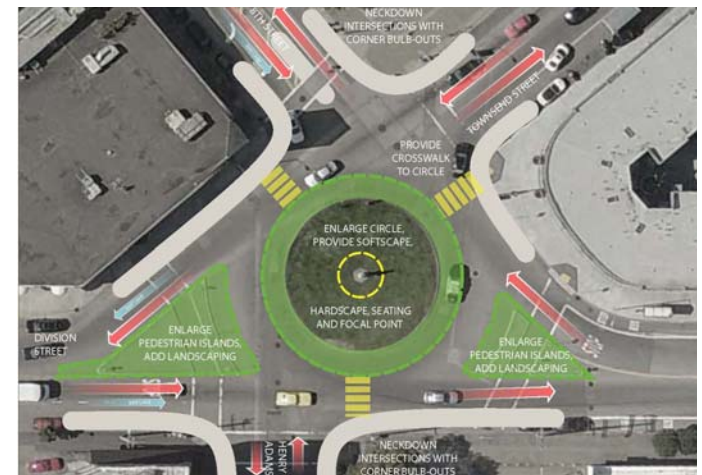 NECKDOWN
INTERSECTIONS WITH
CORNER BULB-OUTS
8TH STREET
TOWNSEND STREET
PROVIDE
CROSSWALK
TO CIRCLE
ENLARGE CIRCLE,
PROVIDE SOFTSCAPE,
HARDSCAPE, SEATING
AND FOCAL POINT
DIVISION
STREET
ENLARGE
PEDESTRIAN ISLANDS,
ADD LANDSCAPING
ENLARGE
PEDESTRIAN ISLANDS,
ADD LANDSCAPING
HENRY
ADAMS
NECKDOWN
INTERSECTIONS WITH
CORNER BULB-OUTS